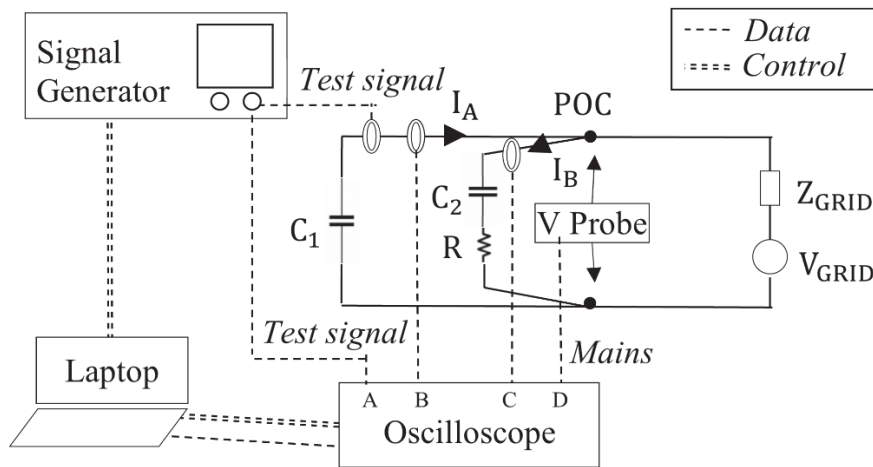 Data
Control
Signal
Generator
Test signal
I_A
POC
I_B
C_1
C_2
R
V Probe
Z_GRID
V_GRID
Test signal
Mains
Laptop
A B C D
Oscilloscope